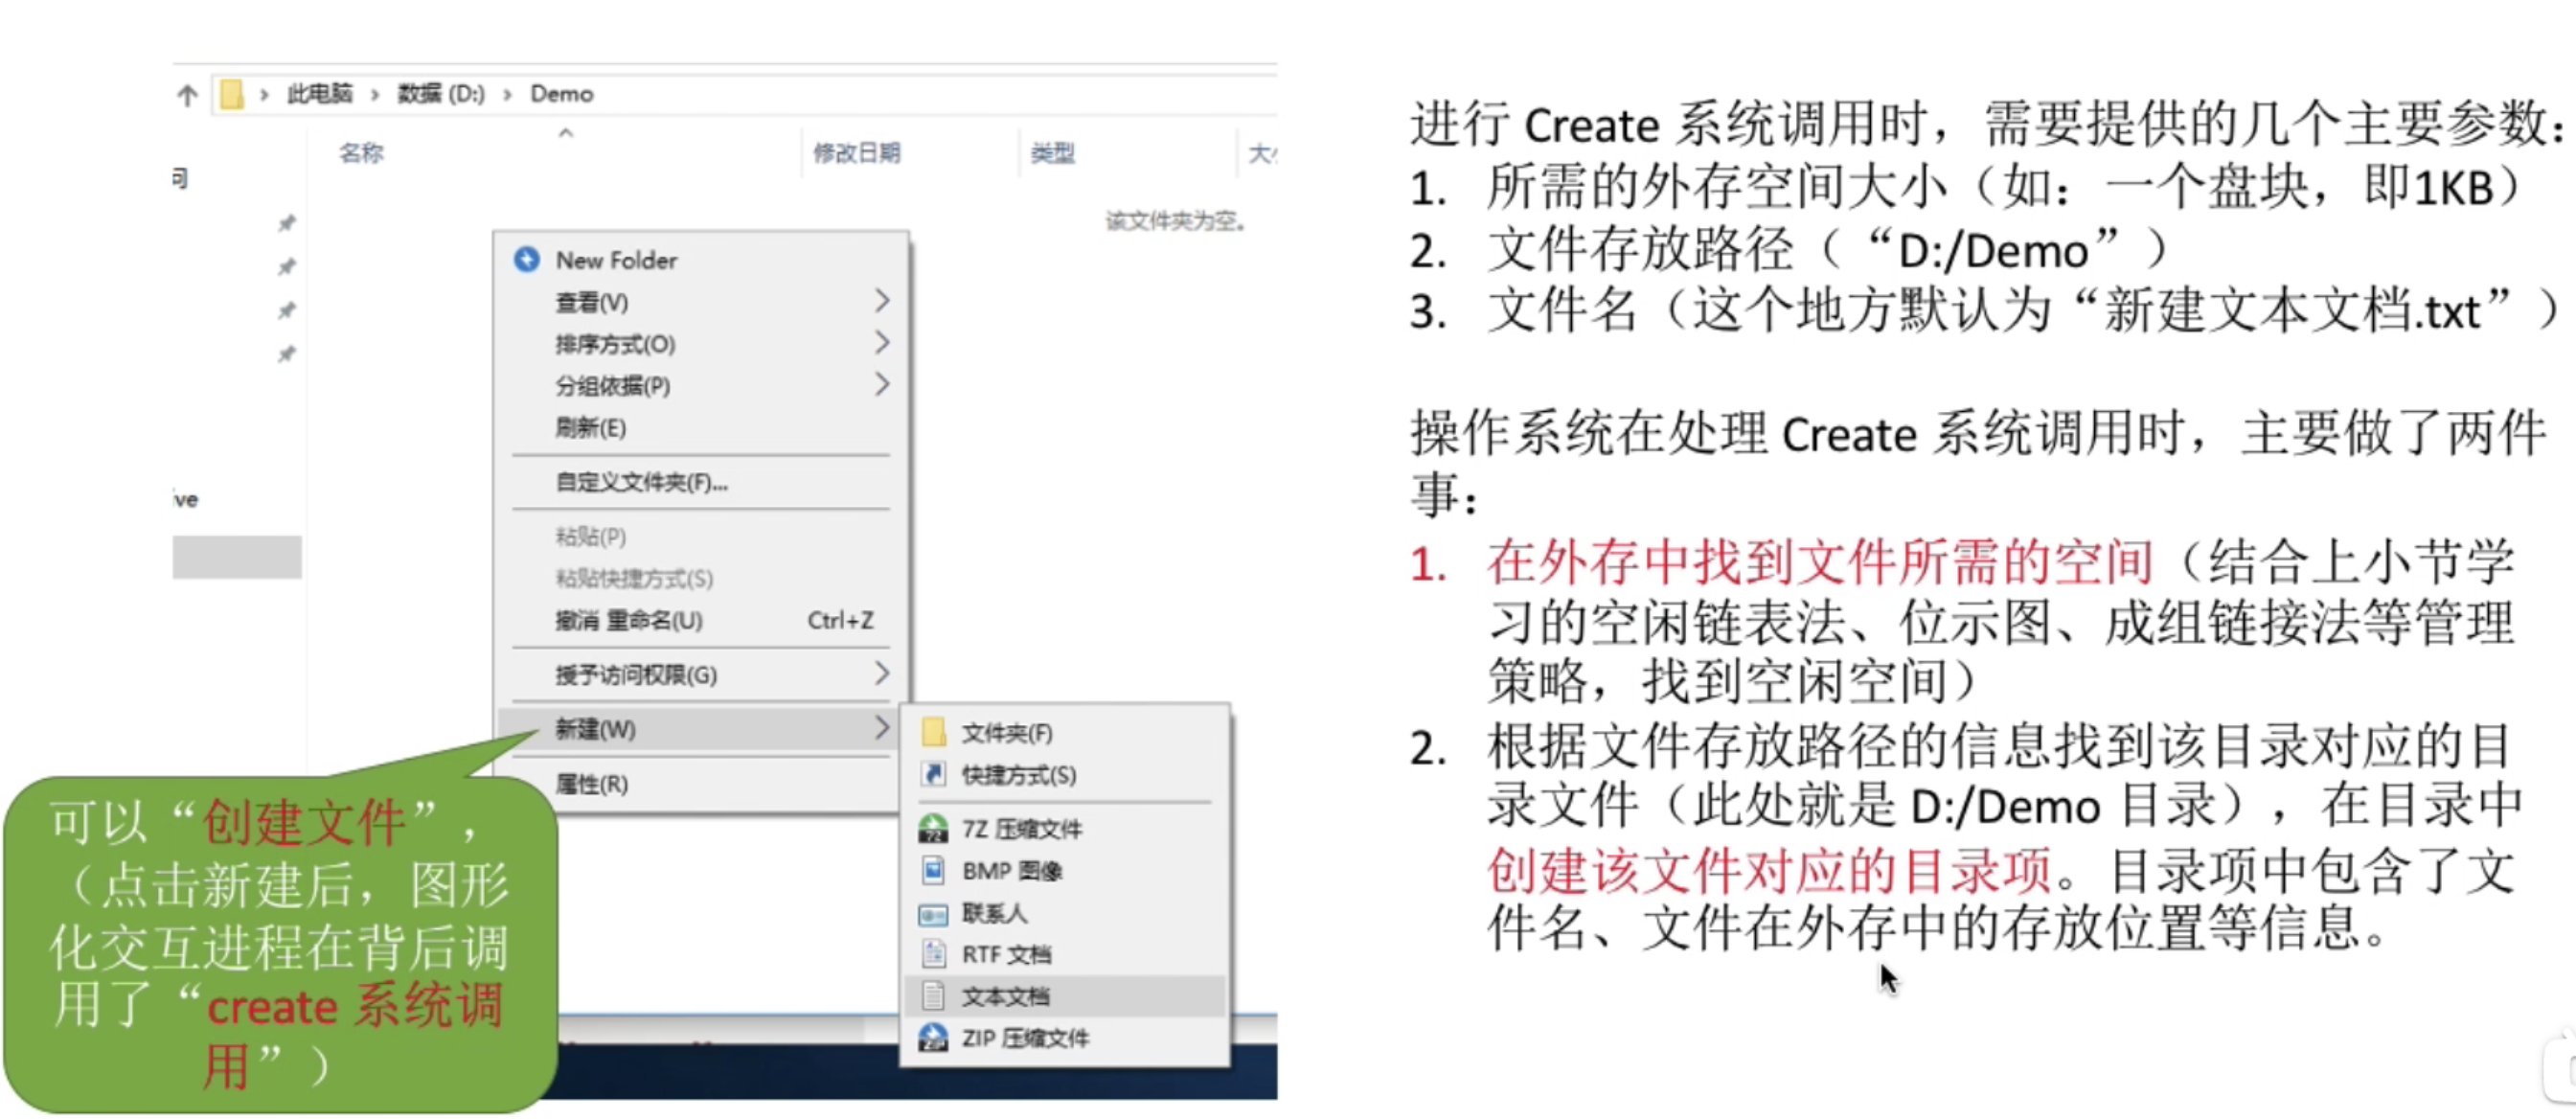 此电脑 › 数据 (D:) › Demo
名称 修改日期 类型
该文件夹为空。
New Folder
查看(V)
排序方式(O)
分组依据(P)
刷新(E)
自定义文件夹(F)...
粘贴(P)
粘贴快捷方式(S)
撤消 重命名(U) Ctrl+Z
授予访问权限(G)
新建(W)
属性(R)
文件夹(F)
快捷方式(S)
7Z 压缩文件
BMP 图像
联系人
RTF 文档
文本文档
ZIP 压缩文件
ive
可以“创建文件”，
（点击新建后，图形
化交互进程在背后调
用了“create 系统调
用”）
进行 Create 系统调用时，需要提供的几个主要参数：
1. 所需的外存空间大小（如：一个盘块，即1KB）
2. 文件存放路径（“D:/Demo”）
3. 文件名（这个地方默认为“新建文本文档.txt”）
操作系统在处理 Create 系统调用时，主要做了两件
事：
1. 在外存中找到文件所需的空间（结合上小节学
习的空闲链表法、位示图、成组链接法等管理
策略，找到空闲空间）
2. 根据文件存放路径的信息找到该目录对应的目
录文件（此处就是 D:/Demo 目录），在目录中
创建该文件对应的目录项。目录项中包含了文
件名、文件在外存中的存放位置等信息。